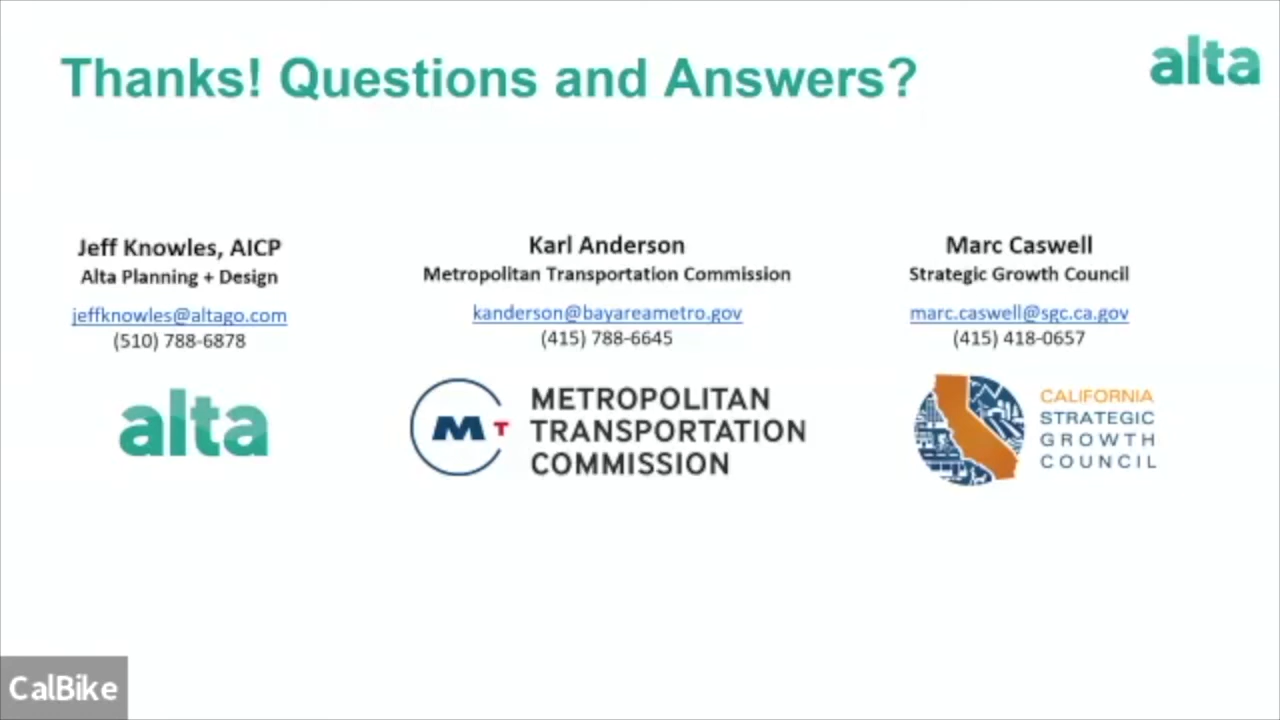 Thanks! Questions and Answers?
alta
Jeff Knowles, AICP
Alta Planning + Design
jeffknowles@altago.com
(510) 788-6878
alta
Karl Anderson
Metropolitan Transportation Commission
kanderson@bayareametro.gov
(415) 788-6645
M T
METROPOLITAN
TRANSPORTATION
COMMISSION
Marc Caswell
Strategic Growth Council
marc.caswell@sgc.ca.gov
(415) 418-0657
CALIFORNIA
STRATEGIC
GROWTH
COUNCIL
CalBike